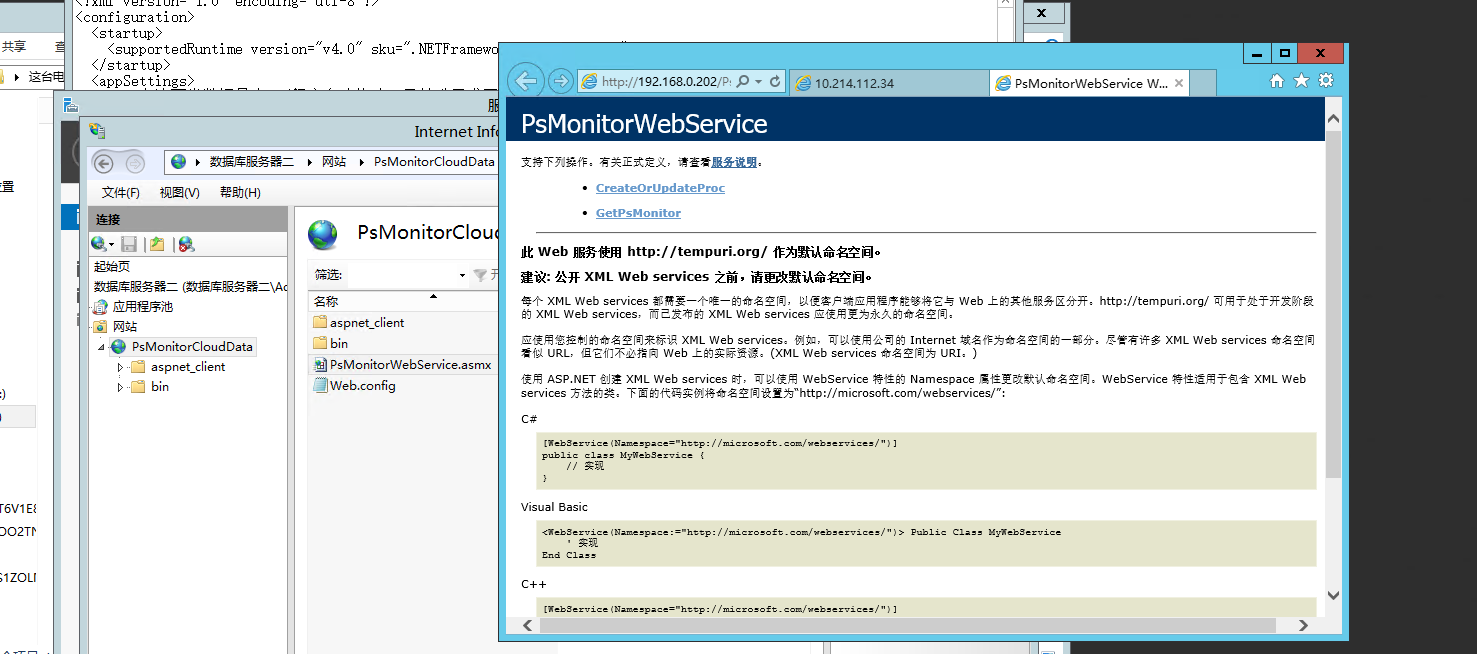 <configuration>
<startup>
<supportedRuntime version="v4.0" sku=".NETFramewo
</startup>
<appSettings>
共享
查
这台电
置
T6V1E8
DO2TN
S1ZOLI
服
Internet Info
数据库服务器二
网站
PsMonitorCloudData
文件(F) 视图(V) 帮助(H)
连接
起始页
数据库服务器二 (数据库服务器二\Ad
应用程序池
网站
PsMonitorCloudData
aspnet_client
bin
PsMonitorCloud
筛选:
名称
aspnet_client
bin
PsMonitorWebService.asmx
Web.config
X
http://192.168.0.202/Ps
10.214.112.34
PsMonitorWebService W...
PsMonitorWebService
支持下列操作。有关正式定义，请查看服务说明。
CreateOrUpdateProc
GetPsMonitor
此 Web 服务使用 http://tempuri.org/ 作为默认命名空间。
建议: 公开 XML Web services 之前，请更改默认命名空间。
每个 XML Web services 都需要一个唯一的命名空间，以便客户端应用程序能够将它与 Web 上的其他服务区分开。http://tempuri.org/ 可用于处于开发阶段
的 XML Web services，而已发布的 XML Web services 应使用更为永久的命名空间。
应使用您控制的命名空间来标识 XML Web services。例如，可以使用公司的 Internet 域名作为命名空间的一部分。尽管有许多 XML Web services 命名空间
看似 URL，但它们不必指向 Web 上的实际资源。(XML Web services 命名空间为 URI。)
使用 ASP.NET 创建 XML Web services 时，可以使用 WebService 特性的 Namespace 属性更改默认命名空间。WebService 特性适用于包含 XML Web
services 方法的类。下面的代码实例将命名空间设置为“http://microsoft.com/webservices/”:
C#
[WebService(Namespace="http://microsoft.com/webservices/")]
public class MyWebService {
// 实现
}
Visual Basic
<WebService(Namespace:="http://microsoft.com/webservices/")> Public Class MyWebService
' 实现
End Class
C++
[WebService(Namespace="http://microsoft.com/webservices/")]